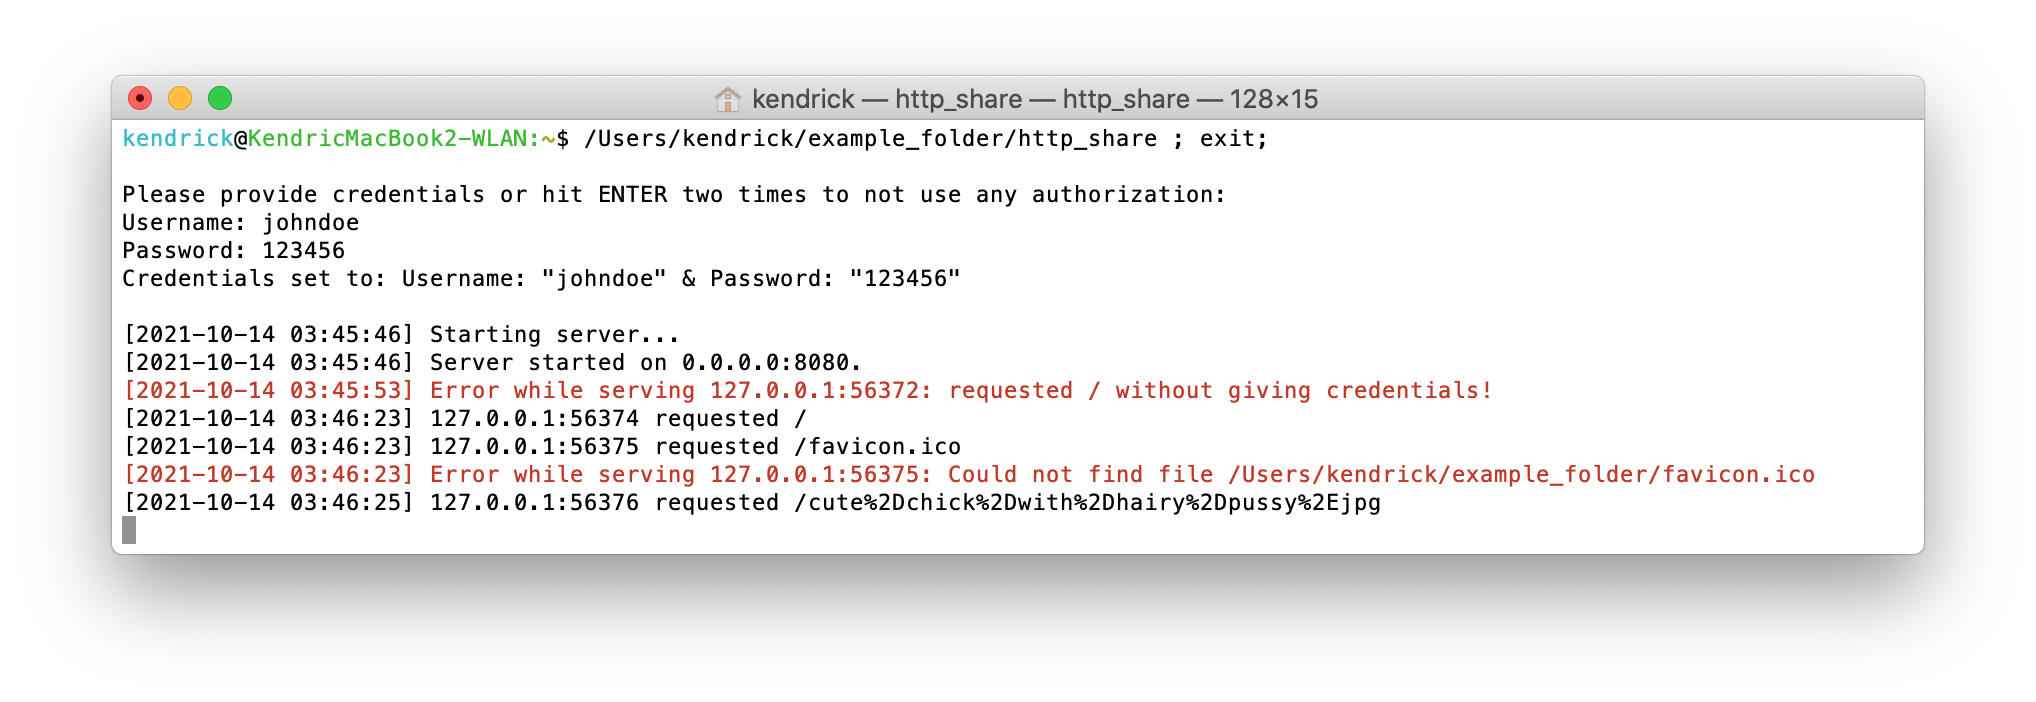 kendrick — http_share — http_share — 128×15
kendrick@KendricMacBook2-WLAN:~$ /Users/kendrick/example_folder/http_share ; exit;
Please provide credentials or hit ENTER two times to not use any authorization:
Username: johndoe
Password: 123456
Credentials set to: Username: "johndoe" & Password: "123456"
[2021-10-14 03:45:46] Starting server...
[2021-10-14 03:45:46] Server started on 0.0.0.0:8080.
[2021-10-14 03:45:53] Error while serving 127.0.0.1:56372: requested / without giving credentials!
[2021-10-14 03:46:23] 127.0.0.1:56374 requested /
[2021-10-14 03:46:23] 127.0.0.1:56375 requested /favicon.ico
[2021-10-14 03:46:23] Error while serving 127.0.0.1:56375: Could not find file /Users/kendrick/example_folder/favicon.ico
[2021-10-14 03:46:25] 127.0.0.1:56376 requested /cute%2Dchick%2Dwith%2Dhairy%2Dpussy%2Ejpg